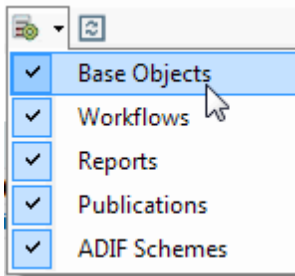 Base Objects
Workflows
Reports
Publications
ADIF Schemes